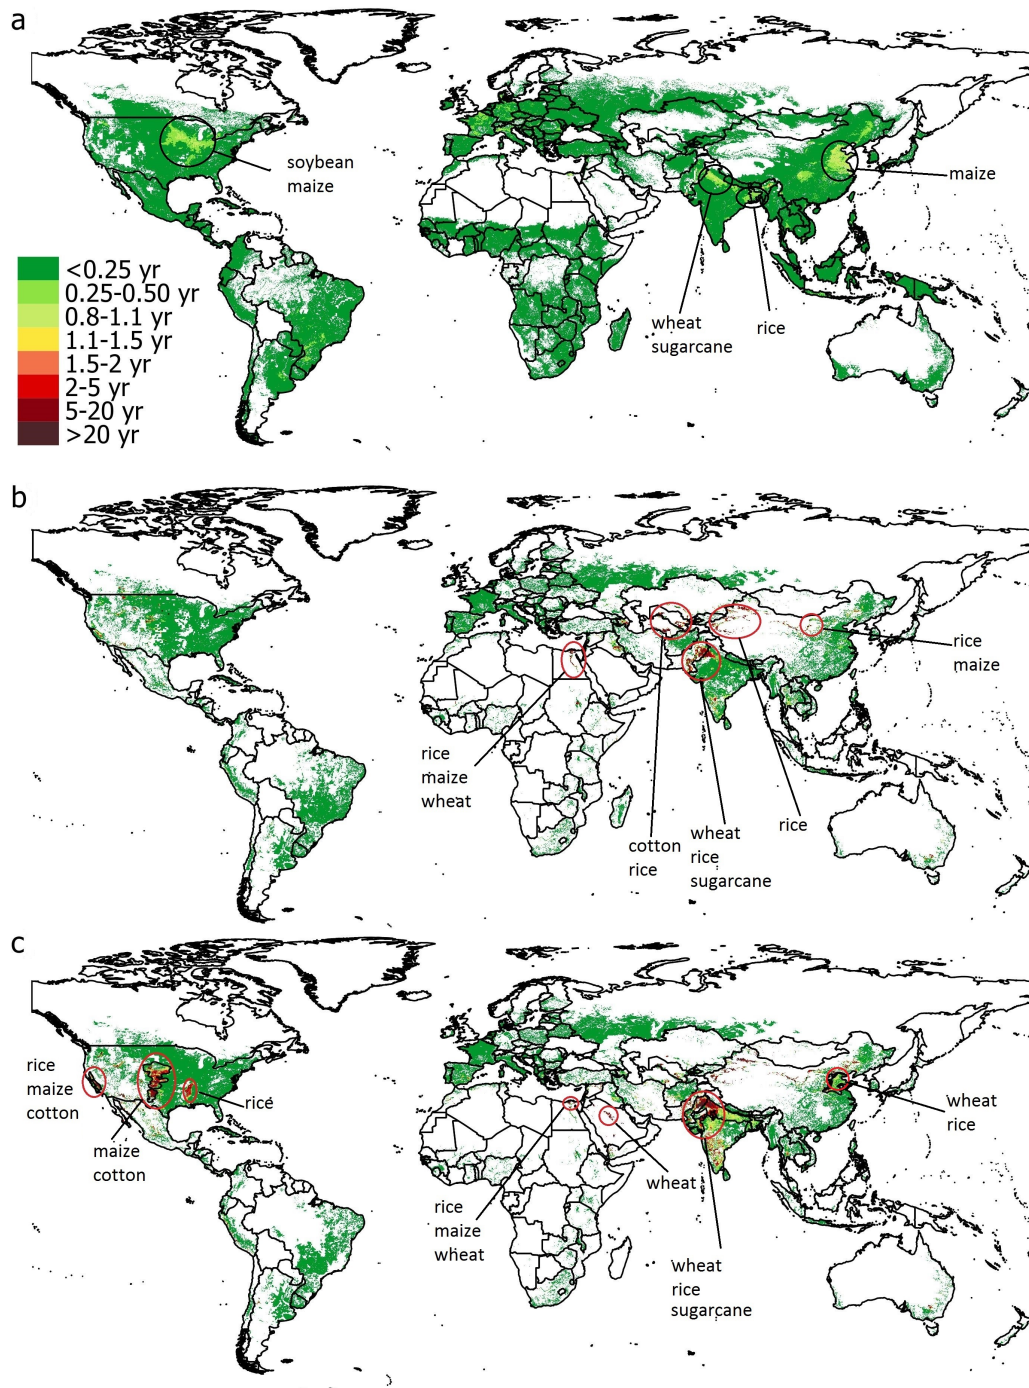 a
soybean
maize
maize
wheat
sugarcane
rice
<0.25 yr
0.25-0.50 yr
0.8-1.1 yr
1.1-1.5 yr
1.5-2 yr
2-5 yr
5-20 yr
>20 yr
b
rice
maize
rice
maize
wheat
cotton
rice
wheat
rice
sugarcane
rice
c
rice
maize
cotton
maize
cotton
rice
wheat
rice
rice
maize
wheat
wheat
wheat
rice
sugarcane